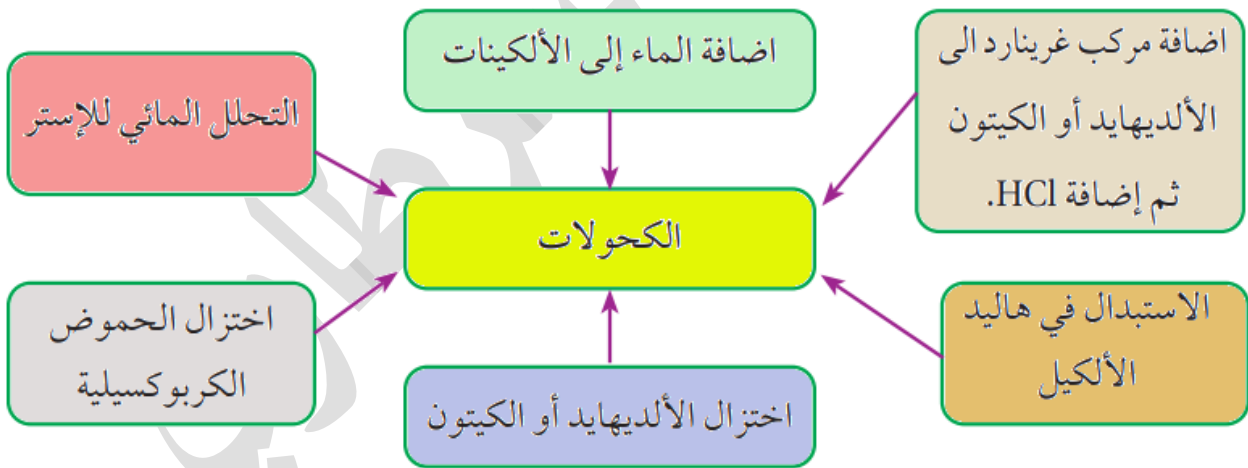 اضافة مركب غرينارد الى
الألديهايد أو الكيتون
ثم إضافة HCl.
اضافة الماء إلى الألكينات
التحلل المائي للإستر
الكحولات
الاستبدال في هاليد
الألكيل
اختزال الألديهايد أو الكيتون
اختزال الحموض
الكربوكسيلية